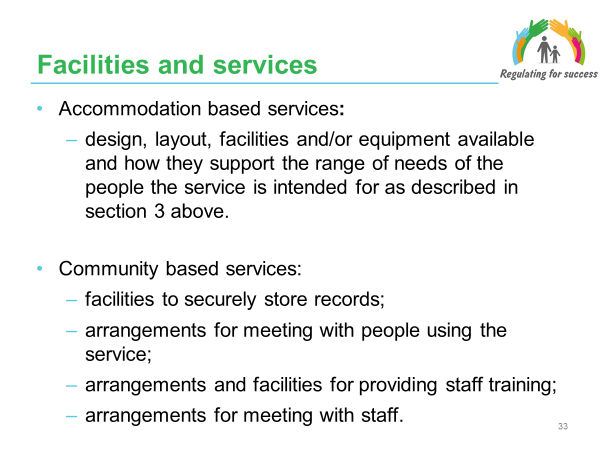 Regulating for success
Facilities and services
• Accommodation based services:
– design, layout, facilities and/or equipment available
and how they support the range of needs of the
people the service is intended for as described in
section 3 above.
• Community based services:
– facilities to securely store records;
– arrangements for meeting with people using the
service;
– arrangements and facilities for providing staff training;
– arrangements for meeting with staff.
33